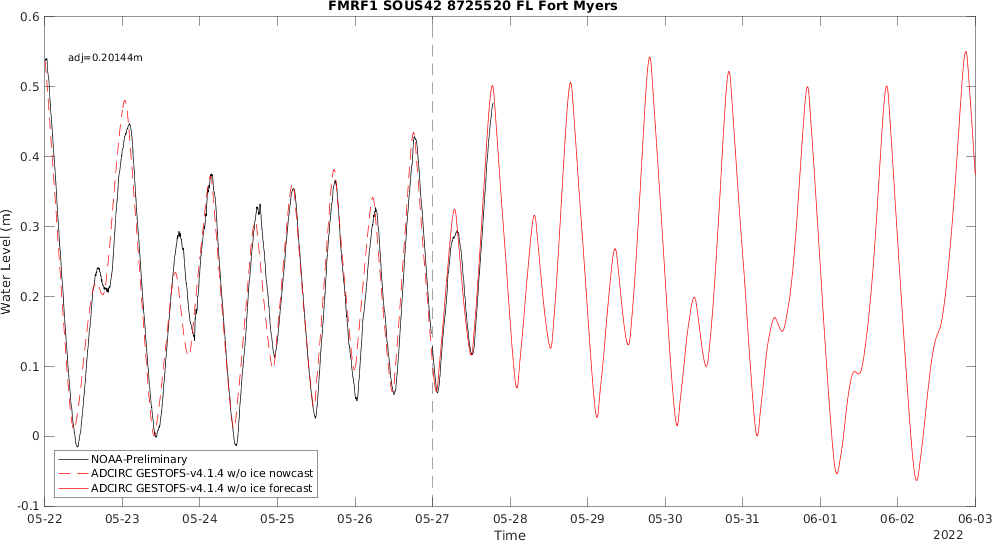 FMRF1 SOUS42 8725520 FL Fort Myers
adj=0.20144m
0.6
0.5
0.4
0.3
0.2
0.1
0
-0.1
Water Level (m)
NOAA-Preliminary
ADCIRC GESTOFS-v4.1.4 w/o ice nowcast
ADCIRC GESTOFS-v4.1.4 w/o ice forecast
05-22 05-23 05-24 05-25 05-26 05-27 05-28 05-29 05-30 05-31 06-01 06-02 06-03
Time
2022